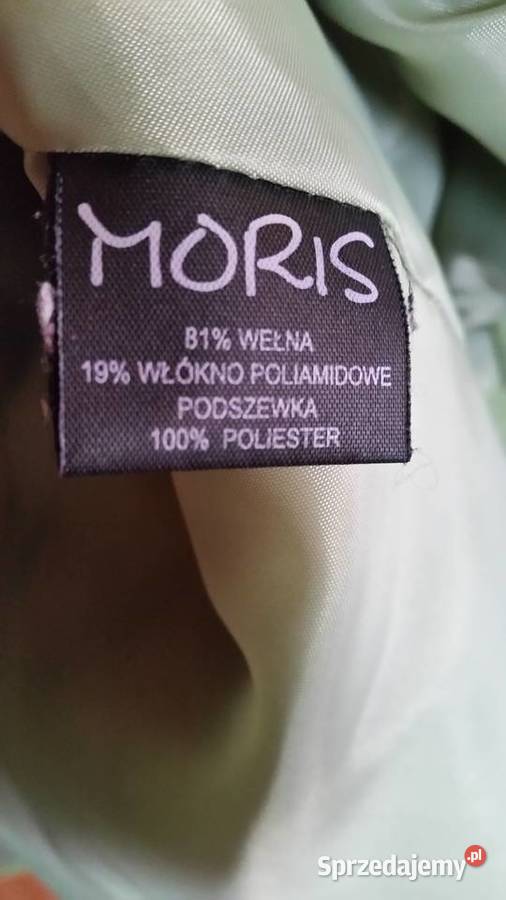 MORIS
81% WEŁNA
19% WŁÓKNO POLIAMIDOWE
PODSZEWKA
100% POLIESTER
Sprzedajemy.pl